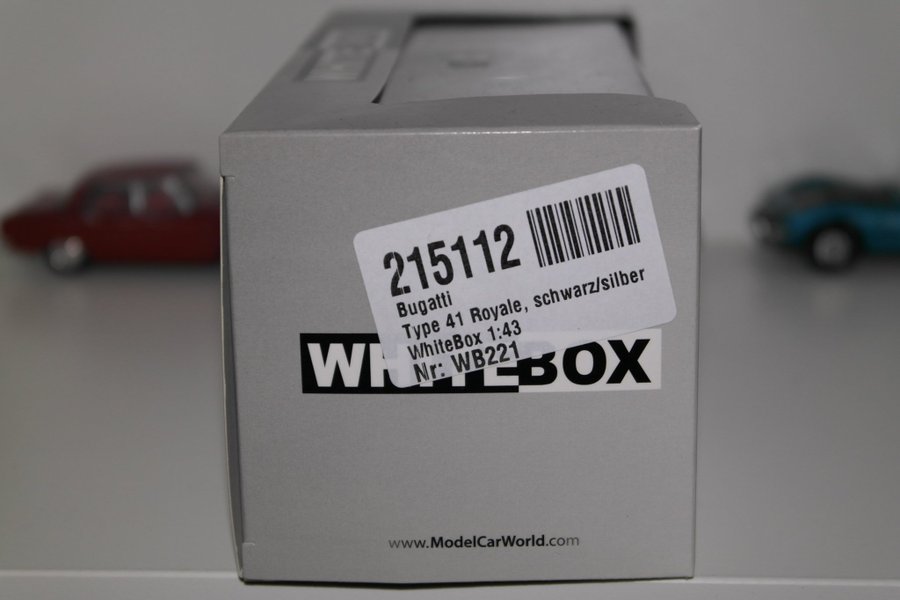 215112
Bugatti
Type 41 Royale, schwarz/silber
WhiteBox 1:43
Nr: WB221
WHITEBOX
www.ModelCarWorld.com